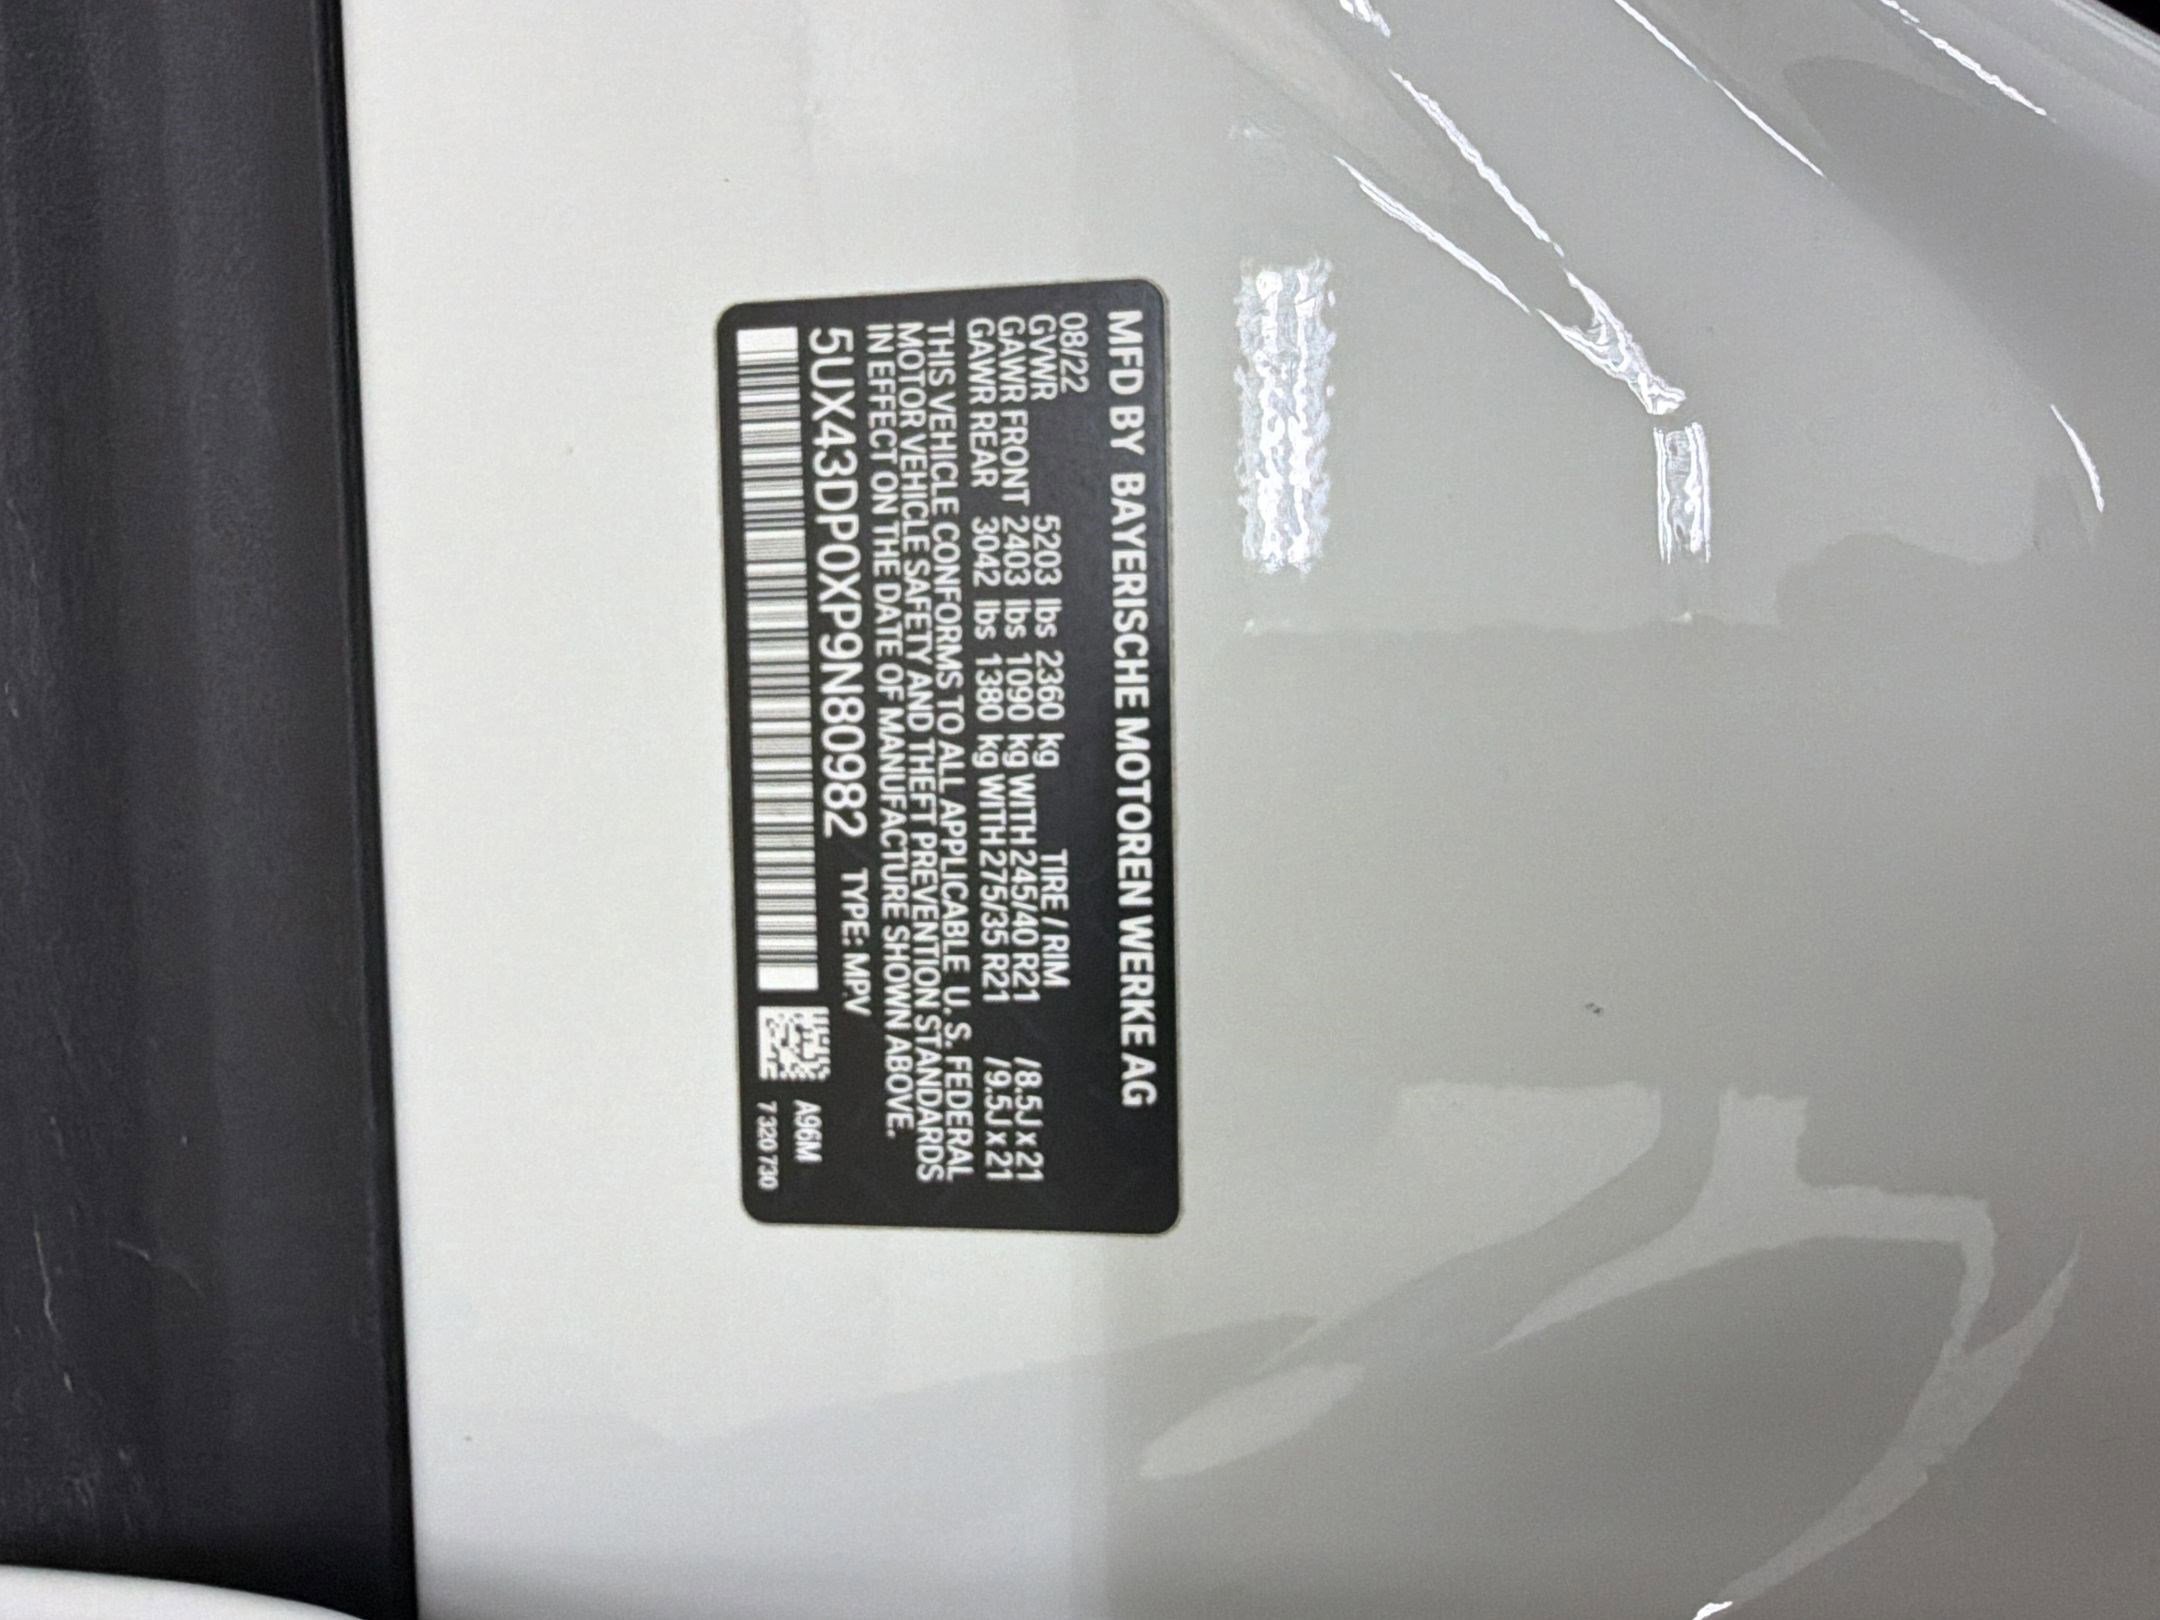 MFD BY BAYERISCHE MOTOREN WERKE AG
08/22
GVWR 5203 lbs 2360 kg TIRE / RIM
GAWR FRONT 2403 lbs 1090 kg WITH 245/40 R21 /8.5J x 21
GAWR REAR 3042 lbs 1380 kg WITH 275/35 R21 /9.5J x 21
THIS VEHICLE CONFORMS TO ALL APPLICABLE U. S. FEDERAL
MOTOR VEHICLE SAFETY AND THEFT PREVENTION STANDARDS
IN EFFECT ON THE DATE OF MANUFACTURE SHOWN ABOVE.
5UX43DP0XP9N80982 TYPE: MPV
A96M
7 320 730